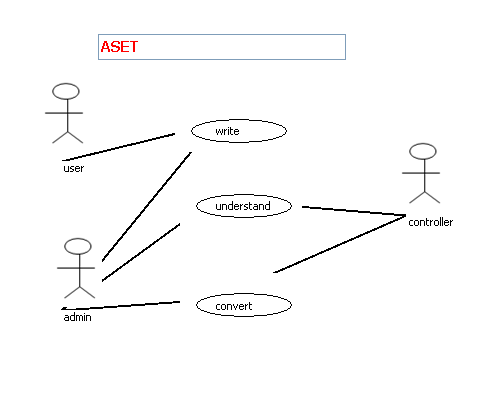 ASET
write
user
understand
controller
convert
admin